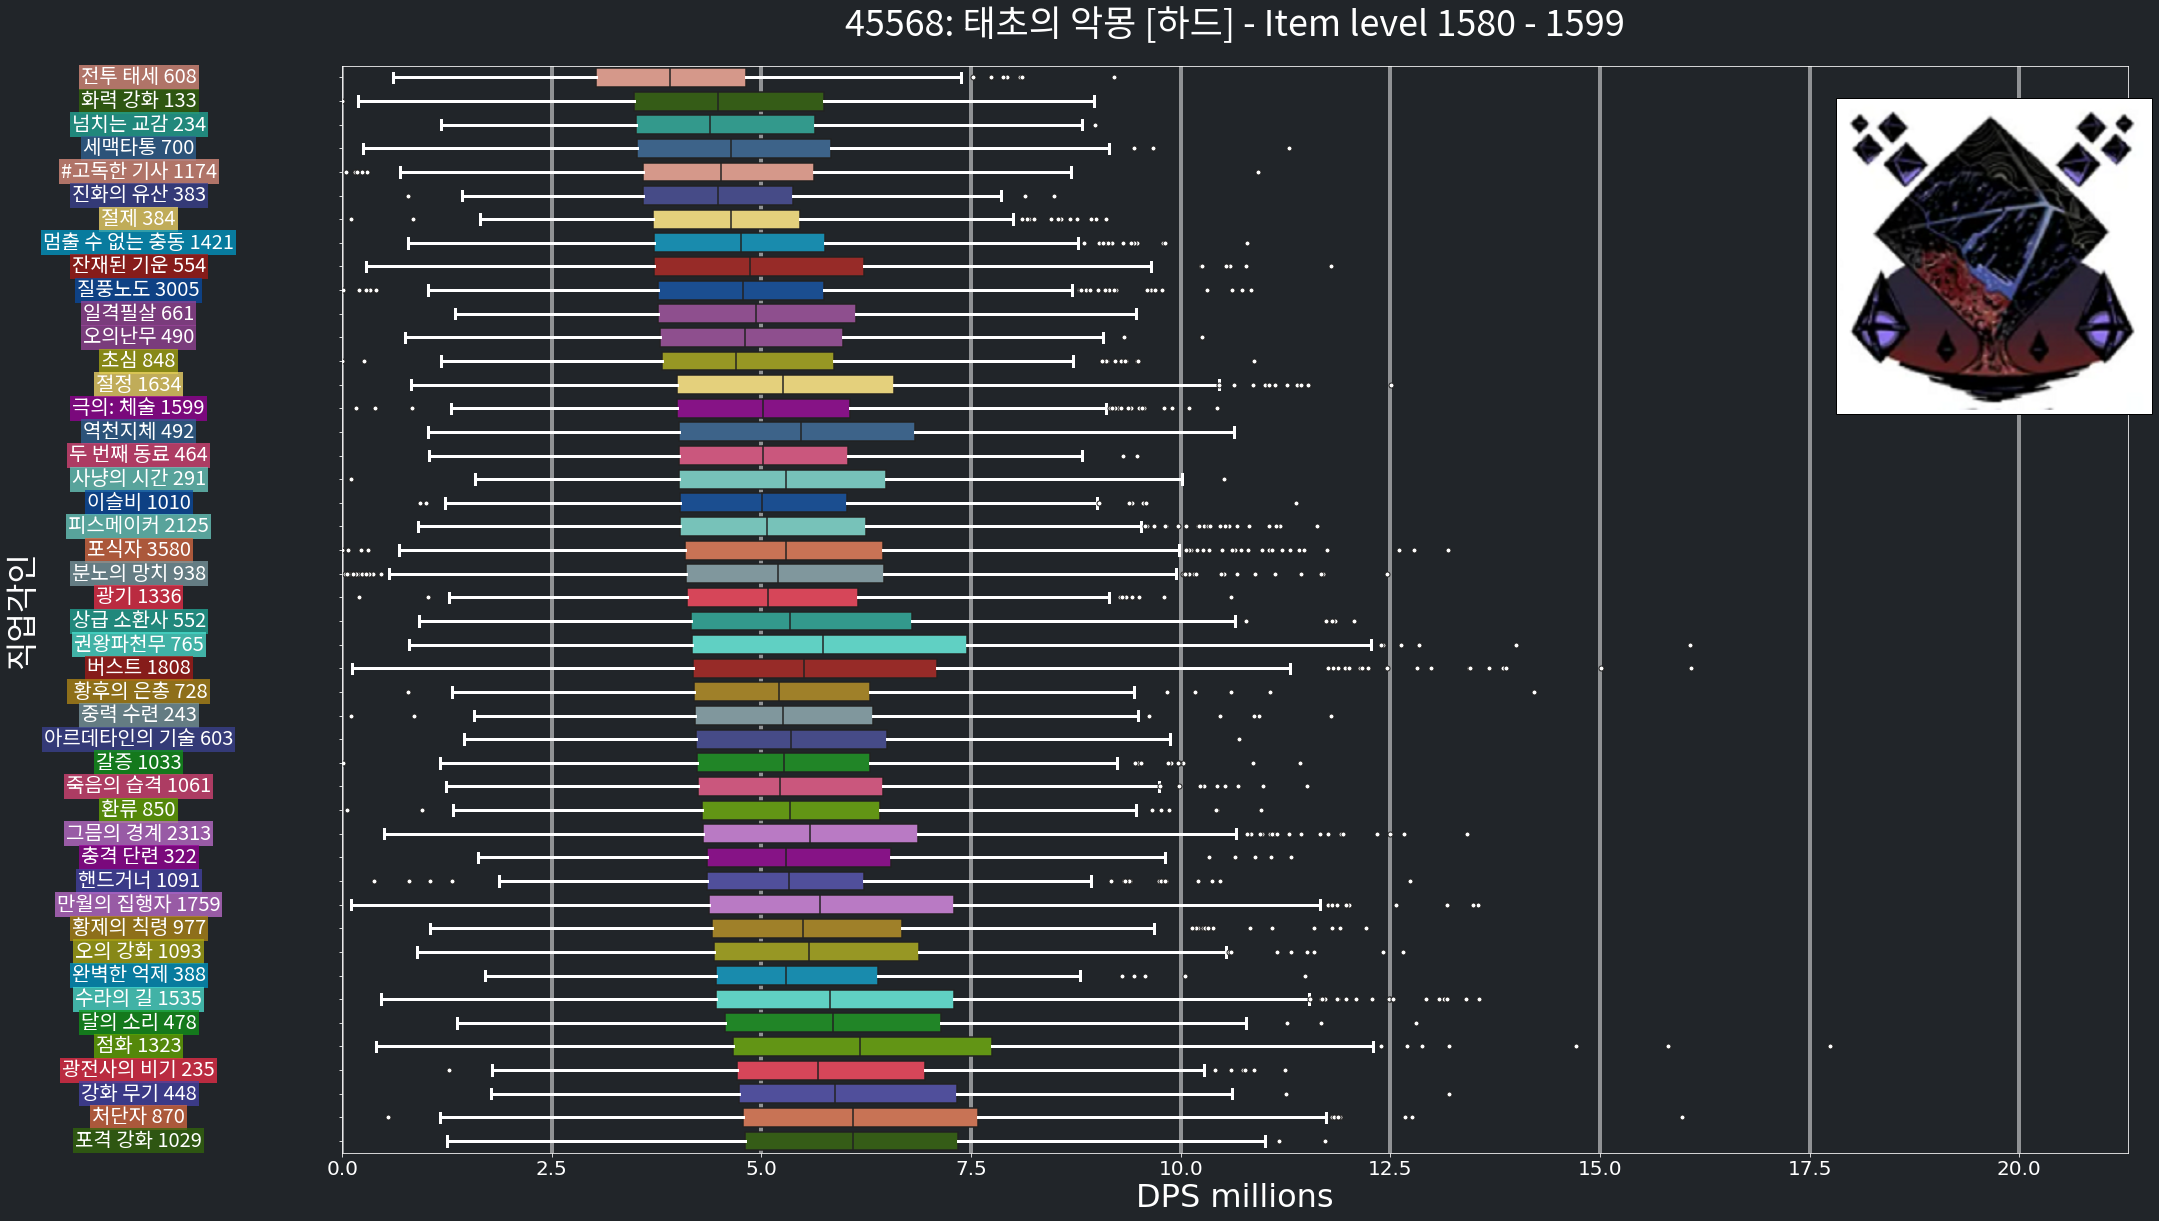 45568: 태초의 악몽 [하드] - Item level 1580 - 1599
직업각인
전투 태세 608
화력 강화 133
넘치는 교감 234
세맥타통 700
#고독한 기사 1174
진화의 유산 383
절제 384
멈출 수 없는 충동 1421
잔재된 기운 554
질풍노도 3005
일격필살 661
오의난무 490
초심 848
절정 1634
극의: 체술 1599
역천지체 492
두 번째 동료 464
사냥의 시간 291
이슬비 1010
피스메이커 2125
포식자 3580
분노의 망치 938
광기 1336
상급 소환사 552
권왕파천무 765
버스트 1808
황후의 은총 728
중력 수련 243
아르데타인의 기술 603
갈증 1033
죽음의 습격 1061
환류 850
그믐의 경계 2313
충격 단련 322
핸드거너 1091
만월의 집행자 1759
황제의 칙령 977
오의 강화 1093
완벽한 억제 388
수라의 길 1535
달의 소리 478
점화 1323
광전사의 비기 235
강화 무기 448
처단자 870
포격 강화 1029
0.0 2.5 5.0 7.5 10.0 12.5 15.0 17.5 20.0
DPS millions